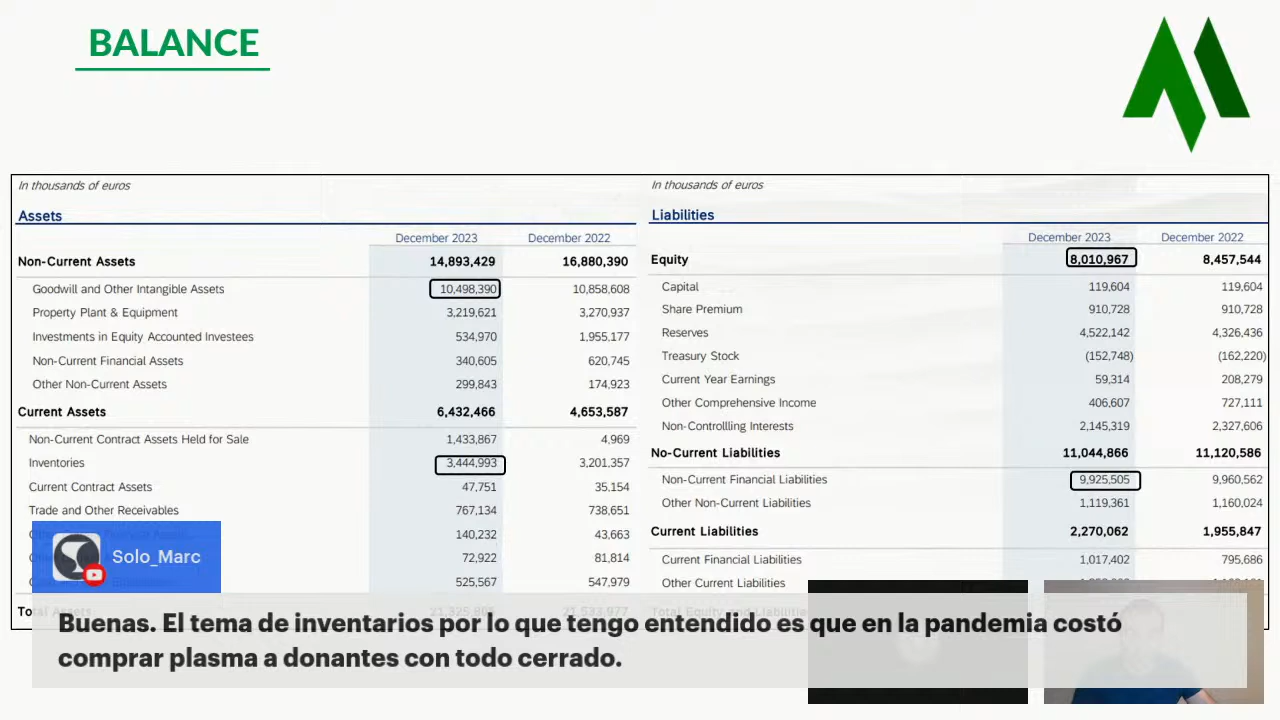 BALANCE
In thousands of euros
Assets
December 2023 December 2022
Non-Current Assets 14,893,429 16,880,390
Goodwill and Other Intangible Assets 10,498,390 10,858,608
Property Plant & Equipment 3,219,621 3,270,937
Investments in Equity Accounted Investees 534,970 1,955,177
Non-Current Financial Assets 340,605 620,745
Other Non-Current Assets 299,843 174,923
Current Assets 6,432,466 4,653,587
Non-Current Contract Assets Held for Sale 1,433,867 4,969
Inventories 3,444,993 3,201,357
Current Contract Assets 47,751 35,154
Trade and Other Receivables 767,134 738,651
140,232 43,663
72,922 81,814
525,567 547,979
Total Assets 21,533,977
In thousands of euros
Liabilities
December 2023 December 2022
Equity 8,010,967 8,457,544
Capital 119,604 119,604
Share Premium 910,728 910,728
Reserves 4,522,142 4,326,436
Treasury Stock (152,748) (162,220)
Current Year Earnings 59,314 208,279
Other Comprehensive Income 406,607 727,111
Non-Controllling Interests 2,145,319 2,327,606
No-Current Liabilities 11,044,866 11,120,586
Non-Current Financial Liabilities 9,925,505 9,960,562
Other Non-Current Liabilities 1,119,361 1,160,024
Current Liabilities 2,270,062 1,955,847
Current Financial Liabilities 1,017,402 795,686
Other Current Liabilities
Total Equity and Liabilities
Solo_Marc
Buenas. El tema de inventarios por lo que tengo entendido es que en la pandemia costó
comprar plasma a donantes con todo cerrado.